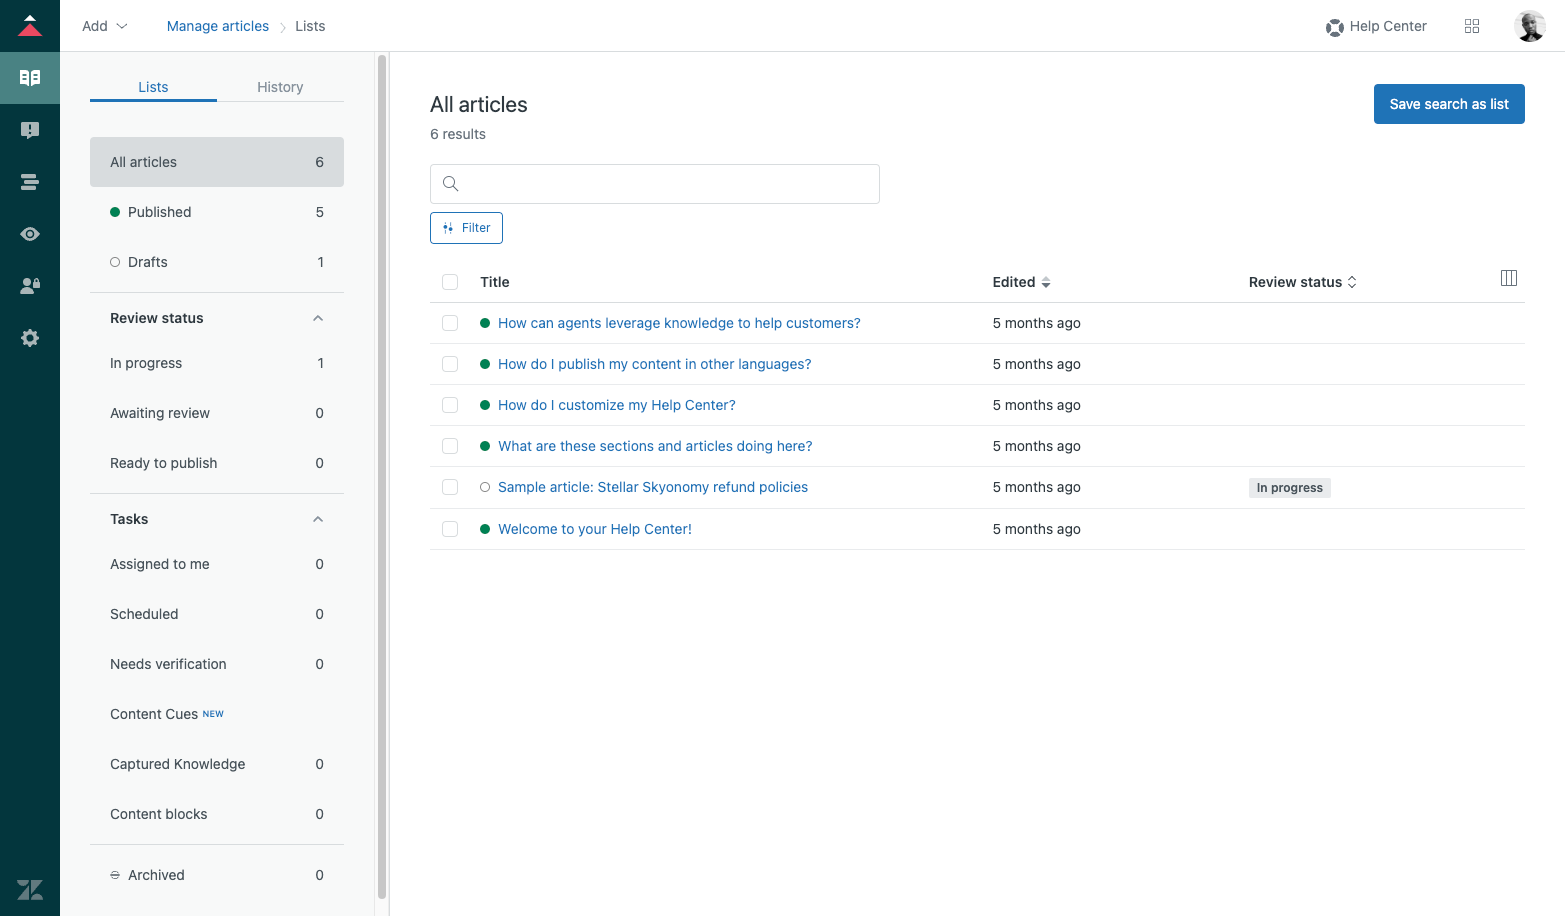 Add
Manage articles
Lists
Help Center
Lists
History
All articles 6
Published 5
Drafts 1
Review status
In progress 1
Awaiting review 0
Ready to publish 0
Tasks
Assigned to me 0
Scheduled 0
Needs verification 0
Content Cues NEW
Captured Knowledge 0
Content blocks 0
Archived 0
All articles
6 results
Save search as list
Filter
Title Edited Review status
How can agents leverage knowledge to help customers? 5 months ago
How do I publish my content in other languages? 5 months ago
How do I customize my Help Center? 5 months ago
What are these sections and articles doing here? 5 months ago
Sample article: Stellar Skyonomy refund policies 5 months ago In progress
Welcome to your Help Center! 5 months ago